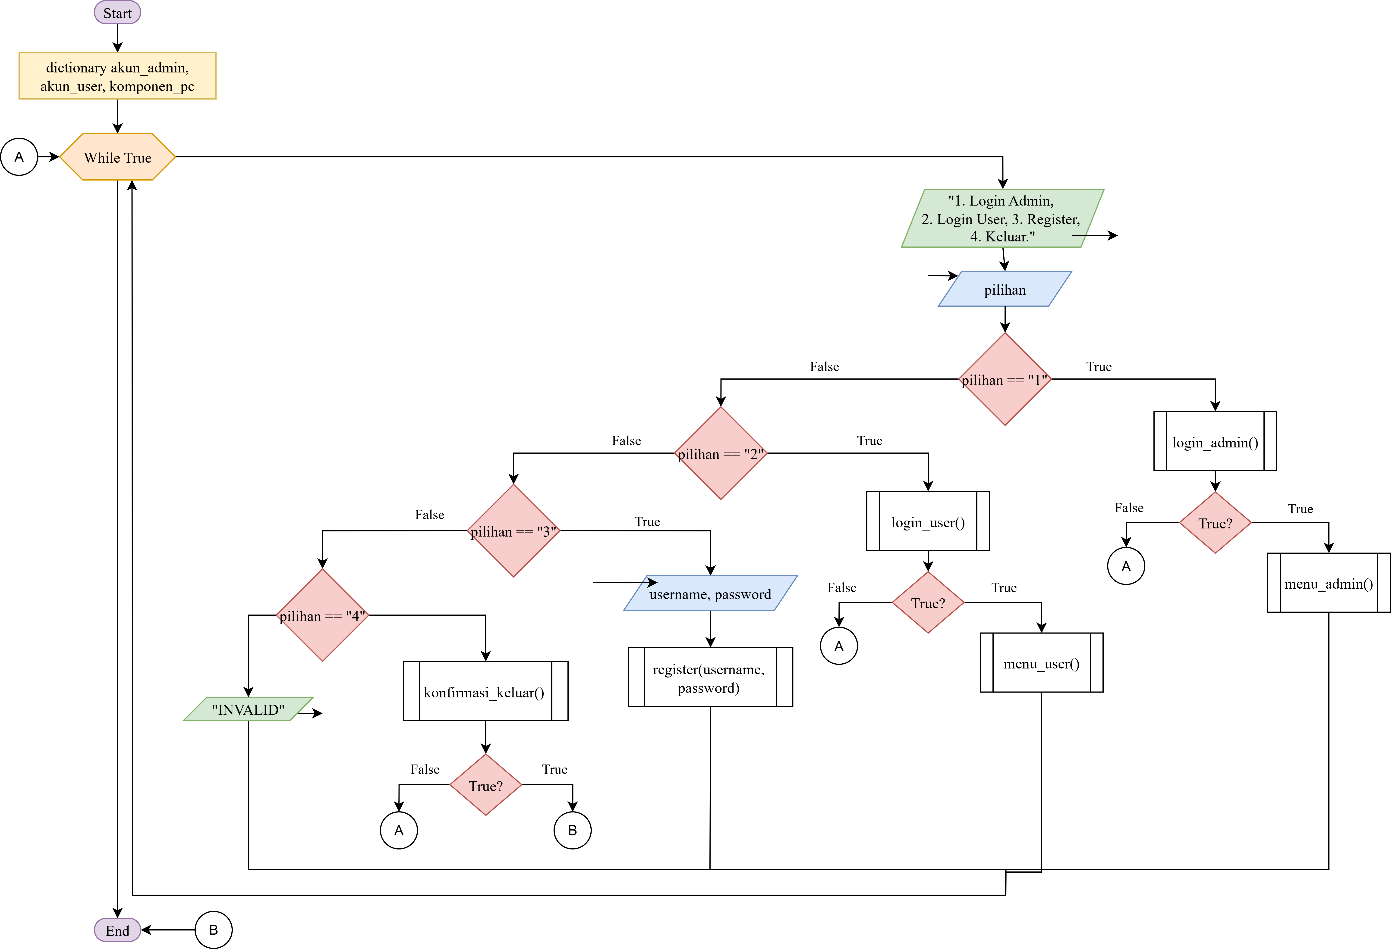 Start
dictionary akun_admin,
akun_user, komponen_pc
A
While True
"1. Login Admin,
2. Login User, 3. Register,
4. Keluar."
pilihan
False
pilihan == "1"
True
False
pilihan == "2"
True
login_admin()
False
pilihan == "3"
True
login_user()
False
True?
True
A
menu_admin()
pilihan == "4"
username, password
False
True?
True
A
menu_user()
konfirmasi_keluar()
register(username,
password)
"INVALID"
False
True?
True
A
B
End
B